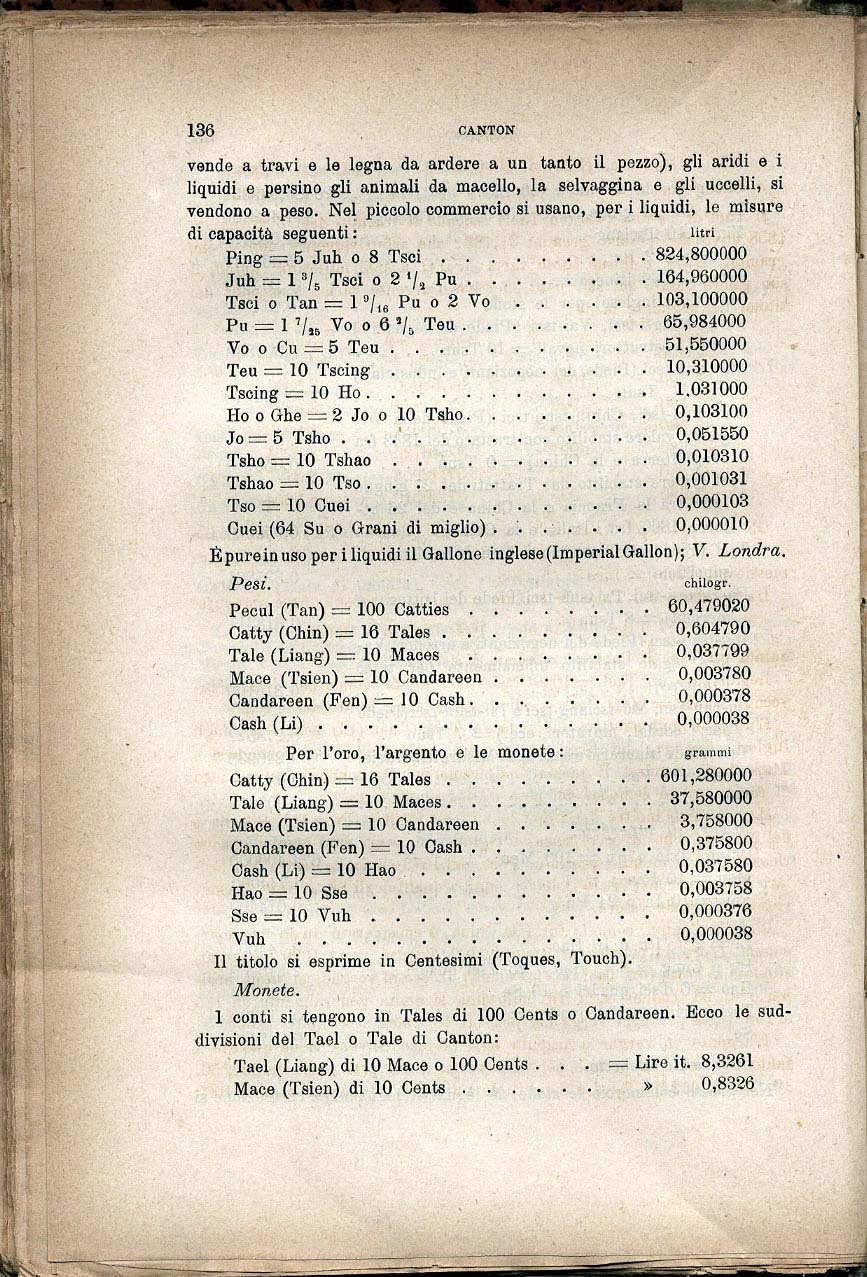 136 CANTON
vende a travi e le legna da ardere a un tanto il pezzo), gli aridi e i
liquidi e persino gli animali da macello, la selvaggina e gli uccelli, si
vendono a peso. Nel piccolo commercio si usano, per i liquidi, le misure
di capacità seguenti: litri
Ping = 5 Juh o 8 Tsci . . . . . . . . . 824,800000
Juh = 1 3/5 Tsci o 2 1/2 Pu . . . . . . . . 164,960000
Tsci o Tan = 1 9/16 Pu o 2 Vo . . . . . . 103,100000
Pu = 1 7/25 Vo o 6 2/5 Teu . . . . . . . . 65,984000
Vo o Cu = 5 Teu . . . . . . . . . . . 51,550000
Teu = 10 Tscing . . . . . . . . . . . 10,310000
Tscing = 10 Ho . . . . . . . . . . . . 1,031000
Ho o Ghe = 2 Jo o 10 Tsho . . . . . . . . 0,103100
Jo = 5 Tsho . . . . . . . . . . . . . 0,051550
Tsho = 10 Tshao . . . . . . . . . . . 0,010310
Tshao = 10 Tso . . . . . . . . . . . . 0,001031
Tso = 10 Cuei . . . . . . . . . . . . 0,000103
Cuei (64 Su o Grani di miglio) . . . . . . . 0,000010
È pure in uso per i liquidi il Gallone inglese (Imperial Gallon); V. Londra.
Pesi. chilogr.
Pecul (Tan) = 100 Catties . . . . . . . . 60,479020
Catty (Chin) = 16 Tales . . . . . . . . . 0,604790
Tale (Liang) = 10 Maces . . . . . . . . 0,037799
Mace (Tsien) = 10 Candareen . . . . . . . 0,003780
Candareen (Fen) = 10 Cash . . . . . . . . 0,000378
Cash (Li) . . . . . . . . . . . . . . 0,000038
Per l'oro, l'argento e le monete: grammi
Catty (Chin) = 16 Tales . . . . . . . . . 601,280000
Tale (Liang) = 10 Maces . . . . . . . . . 37,580000
Mace (Tsien) = 10 Candareen . . . . . . . 3,758000
Candareen (Fen) = 10 Cash . . . . . . . . 0,375800
Cash (Li) = 10 Hao . . . . . . . . . . 0,037580
Hao = 10 Sse . . . . . . . . . . . . 0,003758
Sse = 10 Vuh . . . . . . . . . . . . 0,000376
Vuh . . . . . . . . . . . . . . . 0,000038
Il titolo si esprime in Centesimi (Toques, Touch).
Monete.
I conti si tengono in Tales di 100 Cents o Candareen. Ecco le sud-
divisioni del Tael o Tale di Canton:
Tael (Liang) di 10 Mace o 100 Cents . . . = Lire it. 8,3261
Mace (Tsien) di 10 Cents . . . . . . » 0,8326